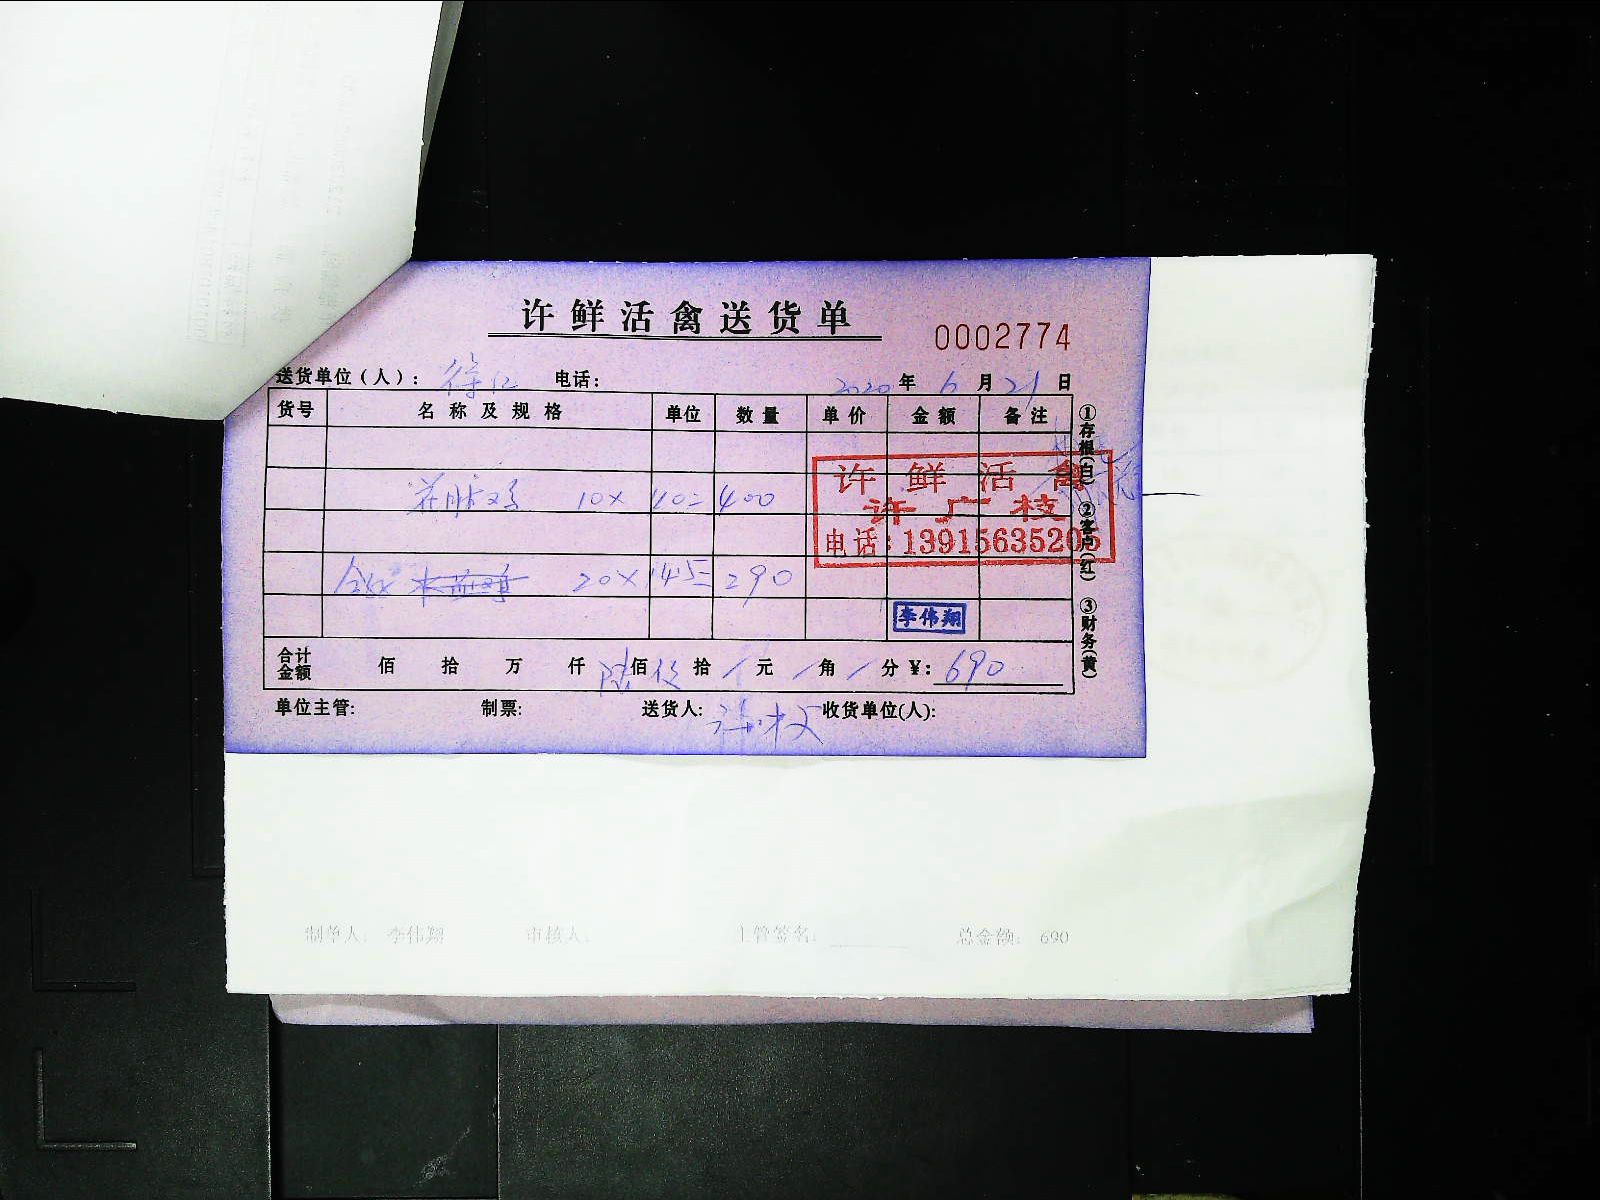 许鲜活禽送货单
0002774
送货单位（人）： 电话： 2020 年 6 月 21 日
货号 名称及规格 单位 数量 单价 金额 备注
10× 40=400
20×14.5=290
许鲜活禽
许广枝
电话：13915635205
李伟翔
合计金额 佰 拾 万 仟 陆佰 玖拾 / 元 / 角 / 分 ¥：690
单位主管： 制票： 送货人： 收货单位(人)：
①存根(白) ②客户(红) ③财务(黄)
制单人： 李伟翔 审核人： 主管签名： 总金额： 690